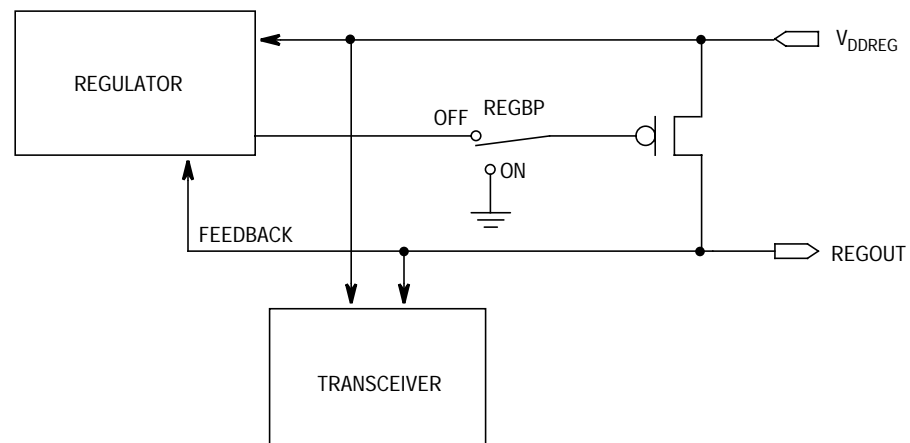 V_DDREG
REGULATOR
REGBP
OFF
ON
FEEDBACK
REGOUT
TRANSCEIVER